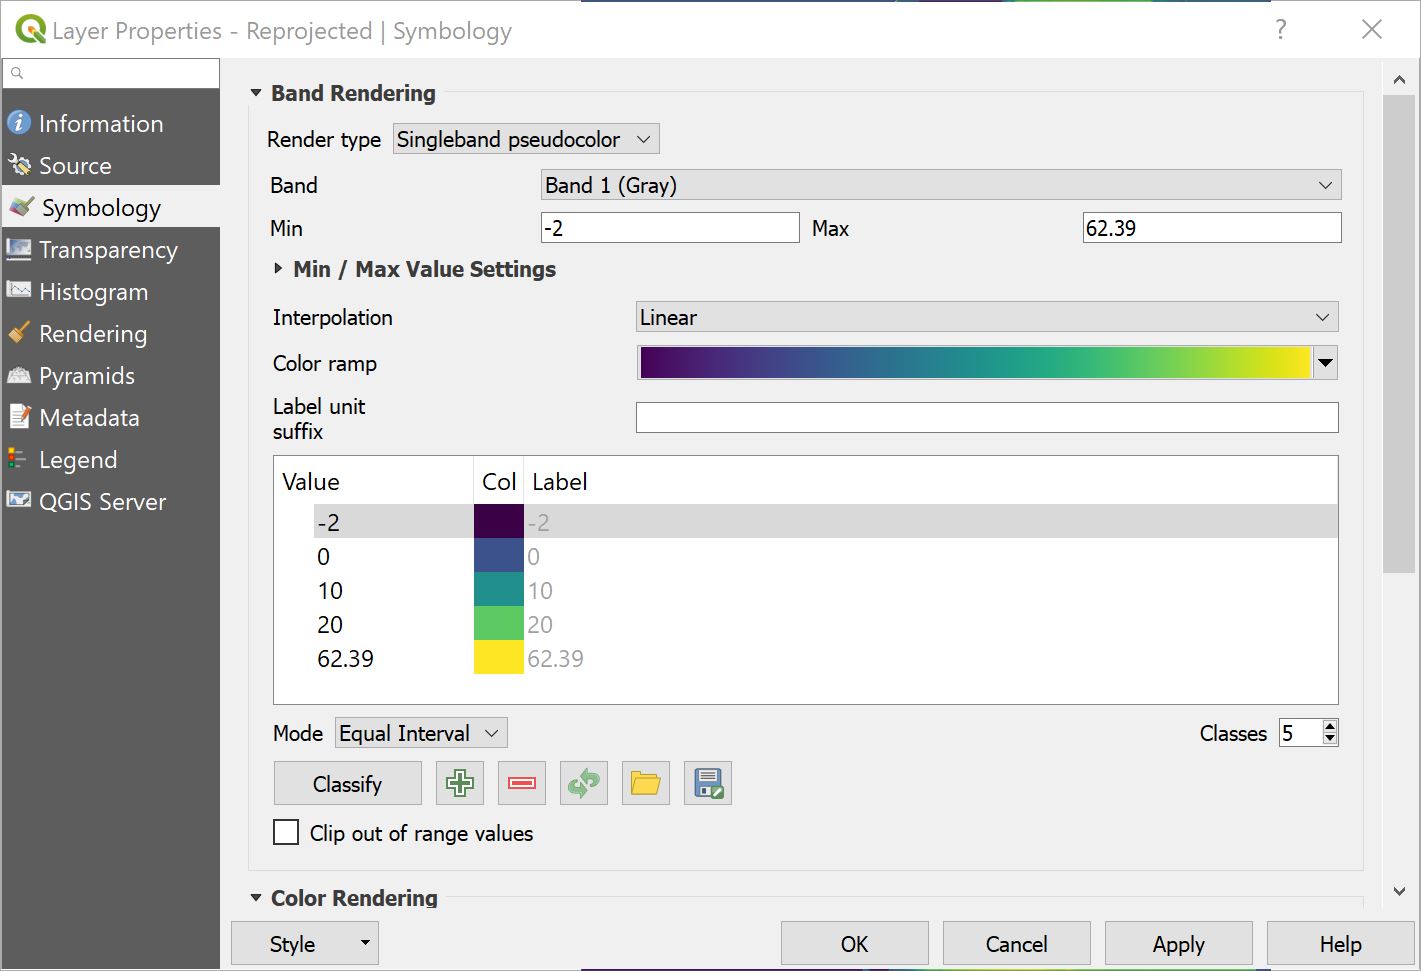 Layer Properties - Reprojected | Symbology
?
Information
Source
Symbology
Transparency
Histogram
Rendering
Pyramids
Metadata
Legend
QGIS Server
Band Rendering
Render type Singleband pseudocolor
Band Band 1 (Gray)
Min -2 Max 62.39
Min / Max Value Settings
Interpolation Linear
Color ramp
Label unit
suffix
Value Col Label
-2 -2
0 0
10 10
20 20
62.39 62.39
Mode Equal Interval Classes 5
Classify
Clip out of range values
Color Rendering
Style OK Cancel Apply Help